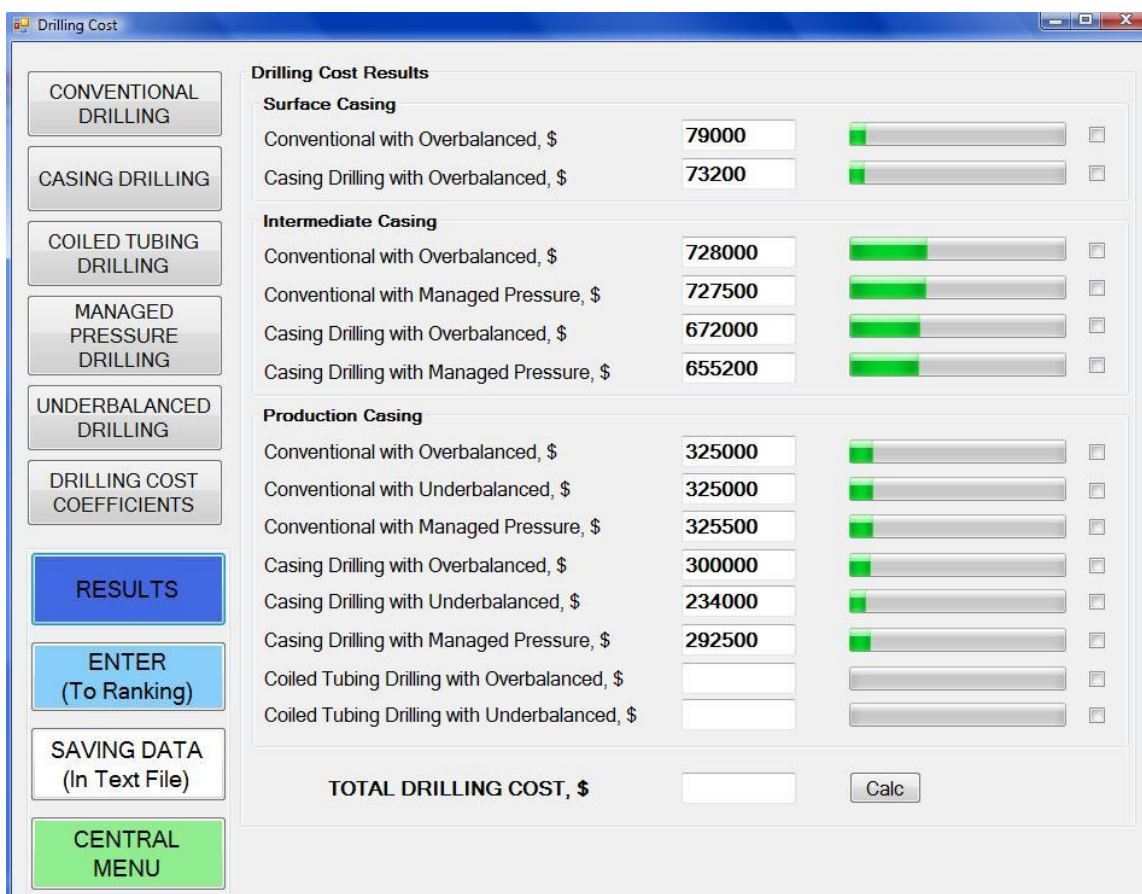 Drilling Cost
CONVENTIONAL
DRILLING
CASING DRILLING
COILED TUBING
DRILLING
MANAGED
PRESSURE
DRILLING
UNDERBALANCED
DRILLING
DRILLING COST
COEFFICIENTS
RESULTS
ENTER
(To Ranking)
SAVING DATA
(In Text File)
CENTRAL
MENU
Drilling Cost Results
Surface Casing
Conventional with Overbalanced, $ 79000
Casing Drilling with Overbalanced, $ 73200
Intermediate Casing
Conventional with Overbalanced, $ 728000
Conventional with Managed Pressure, $ 727500
Casing Drilling with Overbalanced, $ 672000
Casing Drilling with Managed Pressure, $ 655200
Production Casing
Conventional with Overbalanced, $ 325000
Conventional with Underbalanced, $ 325000
Conventional with Managed Pressure, $ 325500
Casing Drilling with Overbalanced, $ 300000
Casing Drilling with Underbalanced, $ 234000
Casing Drilling with Managed Pressure, $ 292500
Coiled Tubing Drilling with Overbalanced, $
Coiled Tubing Drilling with Underbalanced, $
TOTAL DRILLING COST, $ Calc